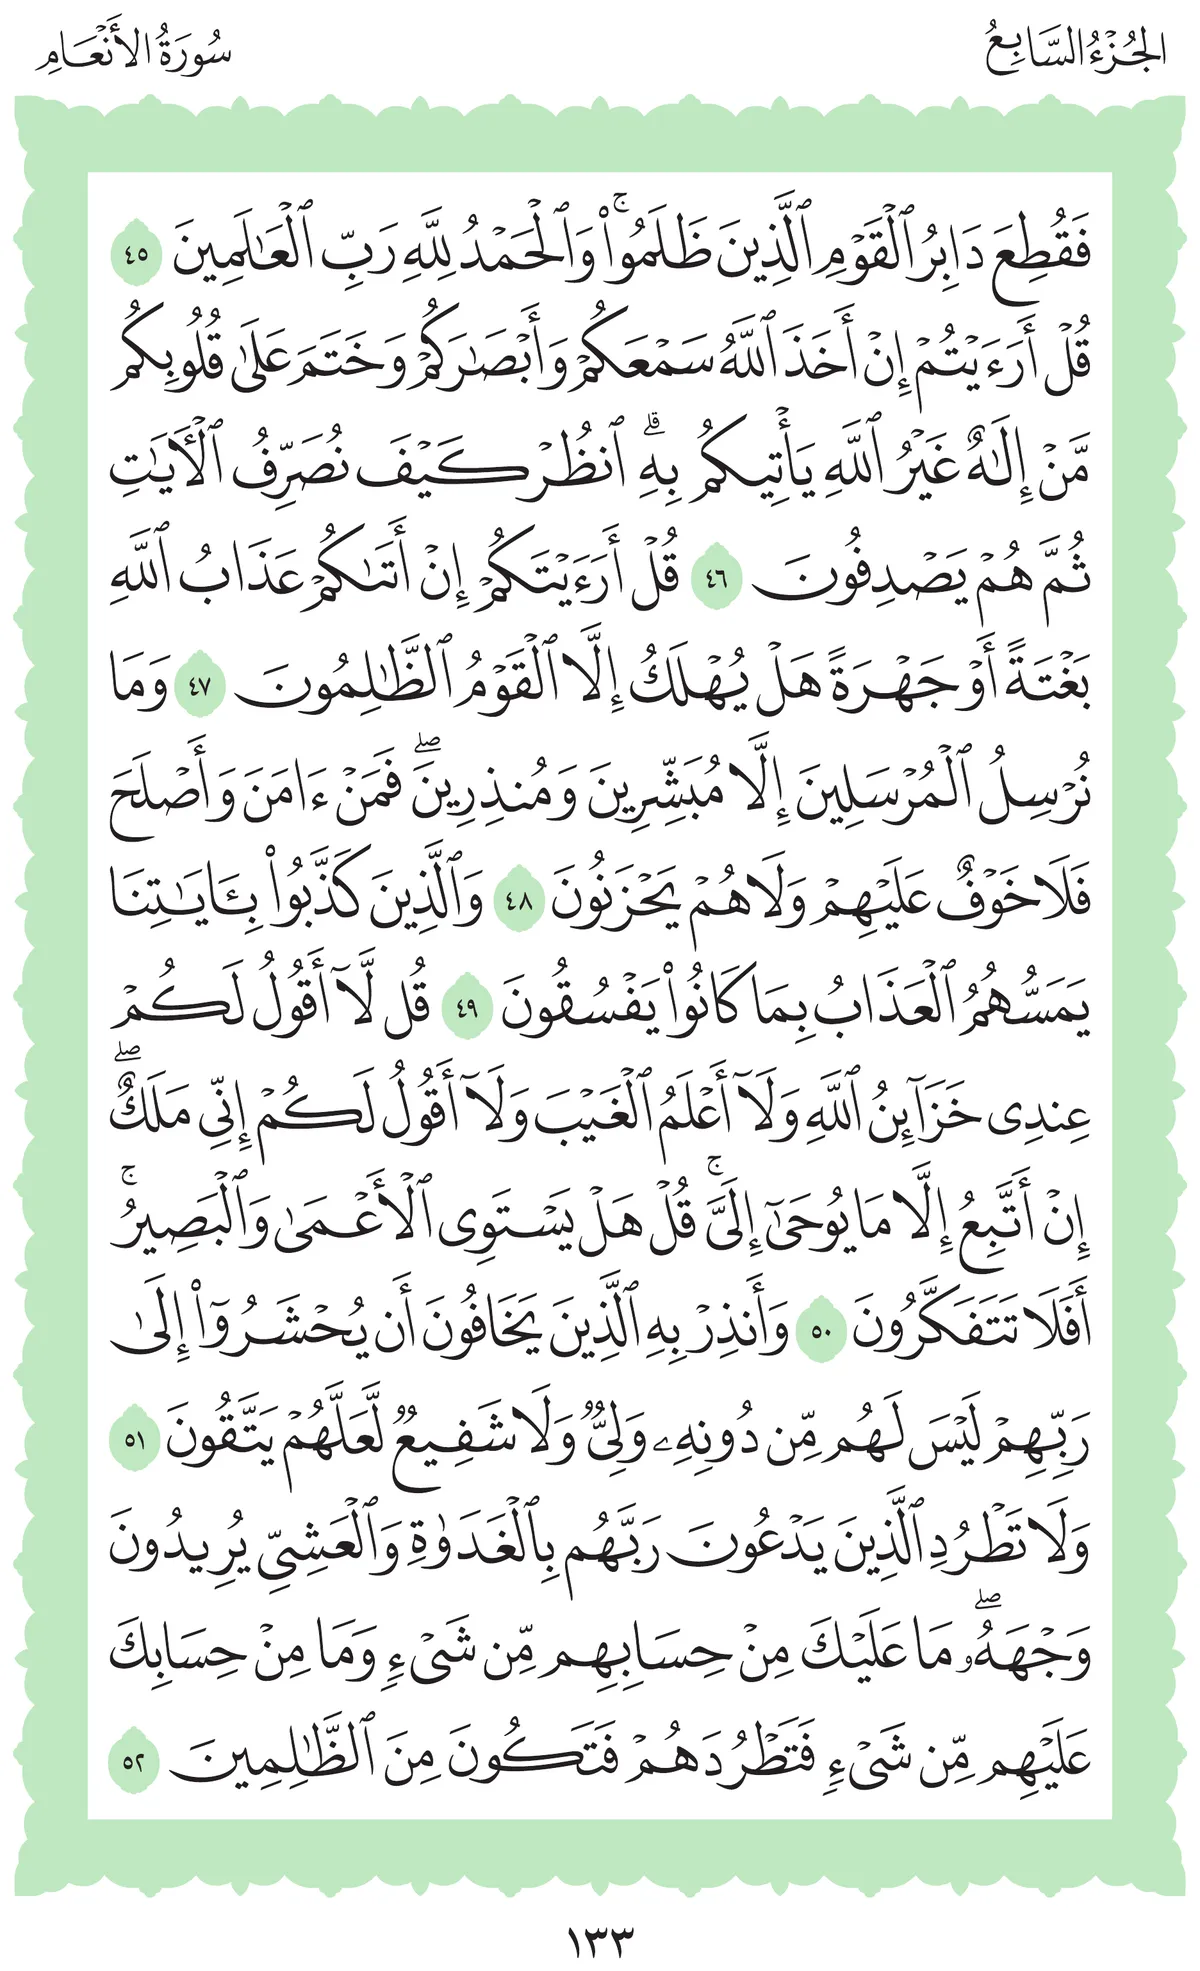 الجُزْءُ السَّابِعُ
سُورَةُ الأَنْعَامِ
فَقُطِعَ دَابِرُ ٱلۡقَوۡمِ ٱلَّذِينَ ظَلَمُواْۚ وَٱلۡحَمۡدُ لِلَّهِ رَبِّ ٱلۡعَٰلَمِينَ ٤٥
قُلۡ أَرَءَيۡتُمۡ إِنۡ أَخَذَ ٱللَّهُ سَمۡعَكُمۡ وَأَبۡصَٰرَكُمۡ وَخَتَمَ عَلَىٰ قُلُوبِكُم
مَّنۡ إِلَٰهٌ غَيۡرُ ٱللَّهِ يَأۡتِيكُم بِهِۗ ٱنظُرۡ كَيۡفَ نُصَرِّفُ ٱلۡأٓيَٰتِ
ثُمَّ هُمۡ يَصۡدِفُونَ ٤٦ قُلۡ أَرَءَيۡتَكُمۡ إِنۡ أَتَىٰكُمۡ عَذَابُ ٱللَّهِ
بَغۡتَةً أَوۡ جَهۡرَةً هَلۡ يُهۡلَكُ إِلَّا ٱلۡقَوۡمُ ٱلظَّٰلِمُونَ ٤٧ وَمَا
نُرۡسِلُ ٱلۡمُرۡسَلِينَ إِلَّا مُبَشِّرِينَ وَمُنذِرِينَۖ فَمَنۡ ءَامَنَ وَأَصۡلَحَ
فَلَا خَوۡفٌ عَلَيۡهِمۡ وَلَا هُمۡ يَحۡزَنُونَ ٤٨ وَٱلَّذِينَ كَذَّبُواْ بِـَٔايَٰتِنَا
يَمَسُّهُمُ ٱلۡعَذَابُ بِمَا كَانُواْ يَفۡسُقُونَ ٤٩ قُل لَّآ أَقُولُ لَكُمۡ
عِندِي خَزَآئِنُ ٱللَّهِ وَلَآ أَعۡلَمُ ٱلۡغَيۡبَ وَلَآ أَقُولُ لَكُمۡ إِنِّي مَلَكٌۖ
إِنۡ أَتَّبِعُ إِلَّا مَا يُوحَىٰٓ إِلَيَّۚ قُلۡ هَلۡ يَسۡتَوِي ٱلۡأَعۡمَىٰ وَٱلۡبَصِيرُۚ
أَفَلَا تَتَفَكَّرُونَ ٥٠ وَأَنذِرۡ بِهِ ٱلَّذِينَ يَخَافُونَ أَن يُحۡشَرُوٓاْ إِلَىٰ
رَبِّهِمۡ لَيۡسَ لَهُم مِّن دُونِهِۦ وَلِيّٞ وَلَا شَفِيعٞ لَّعَلَّهُمۡ يَتَّقُونَ ٥١
وَلَا تَطۡرُدِ ٱلَّذِينَ يَدۡعُونَ رَبَّهُم بِٱلۡغَدَوٰةِ وَٱلۡعَشِيِّ يُرِيدُونَ
وَجۡهَهُۥۖ مَا عَلَيۡكَ مِنۡ حِسَابِهِم مِّن شَيۡءٖ وَمَا مِنۡ حِسَابِكَ
عَلَيۡهِم مِّن شَيۡءٖ فَتَطۡرُدَهُمۡ فَتَكُونَ مِنَ ٱلظَّٰلِمِينَ ٥٢
١٣٣